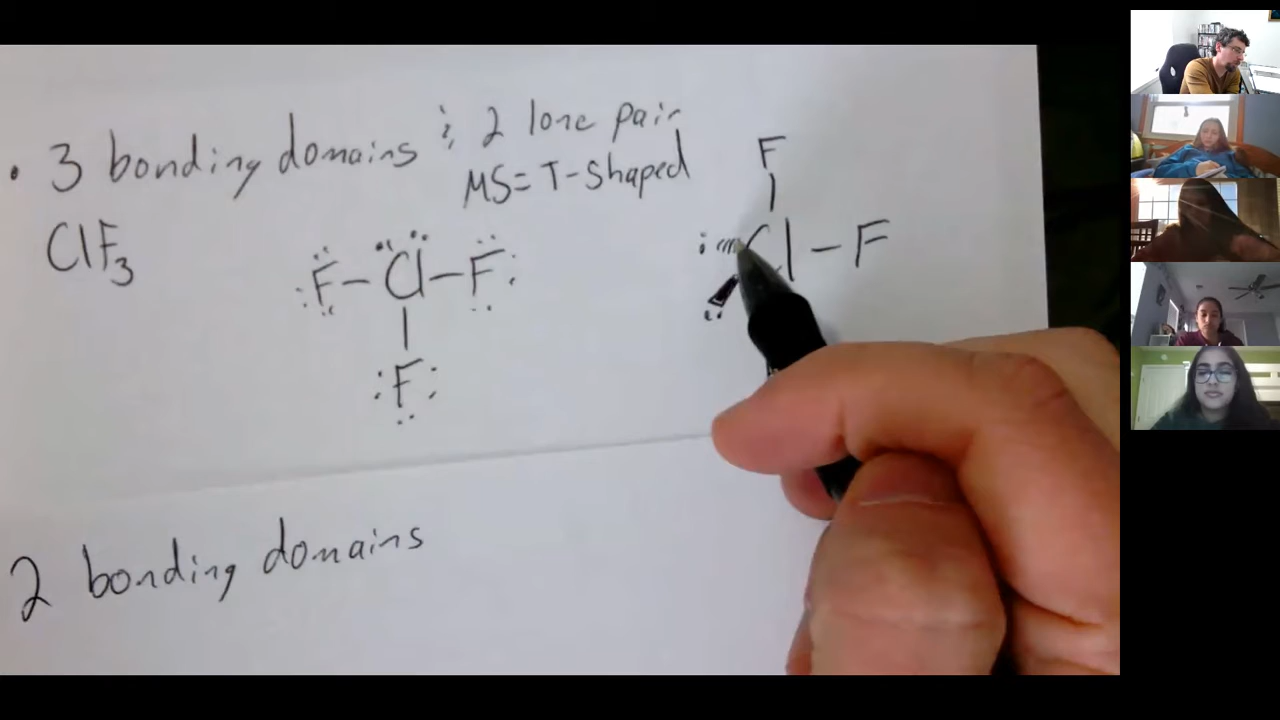 • 3 bonding domains & 2 lone pair
MS = T-shaped
ClF3
F - Cl - F
F
F
Cl - F
2 bonding domains